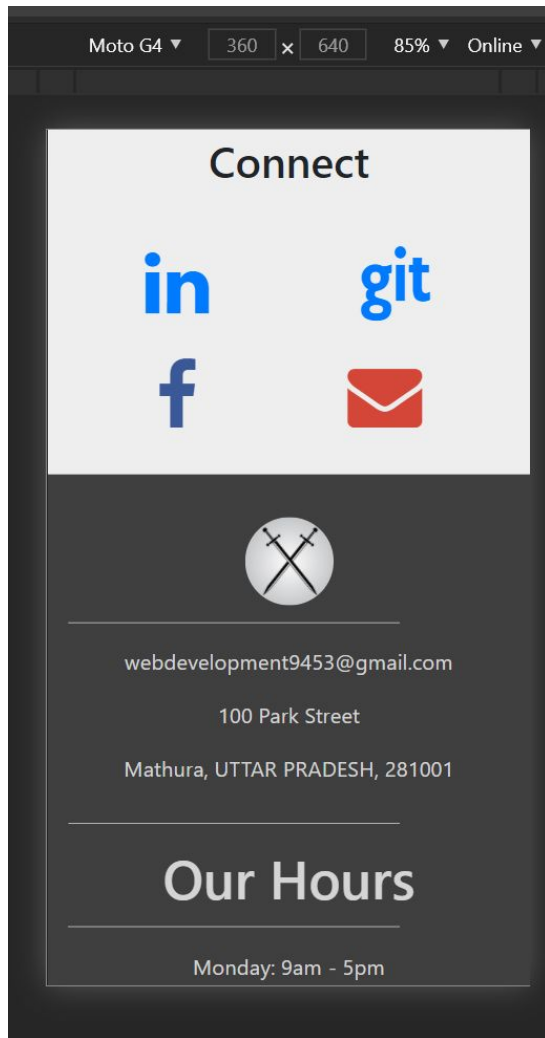 Moto G4 ▼ 360 × 640 85% ▼ Online ▼
Connect
in git
f
webdevelopment9453@gmail.com
100 Park Street
Mathura, UTTAR PRADESH, 281001
Our Hours
Monday: 9am - 5pm